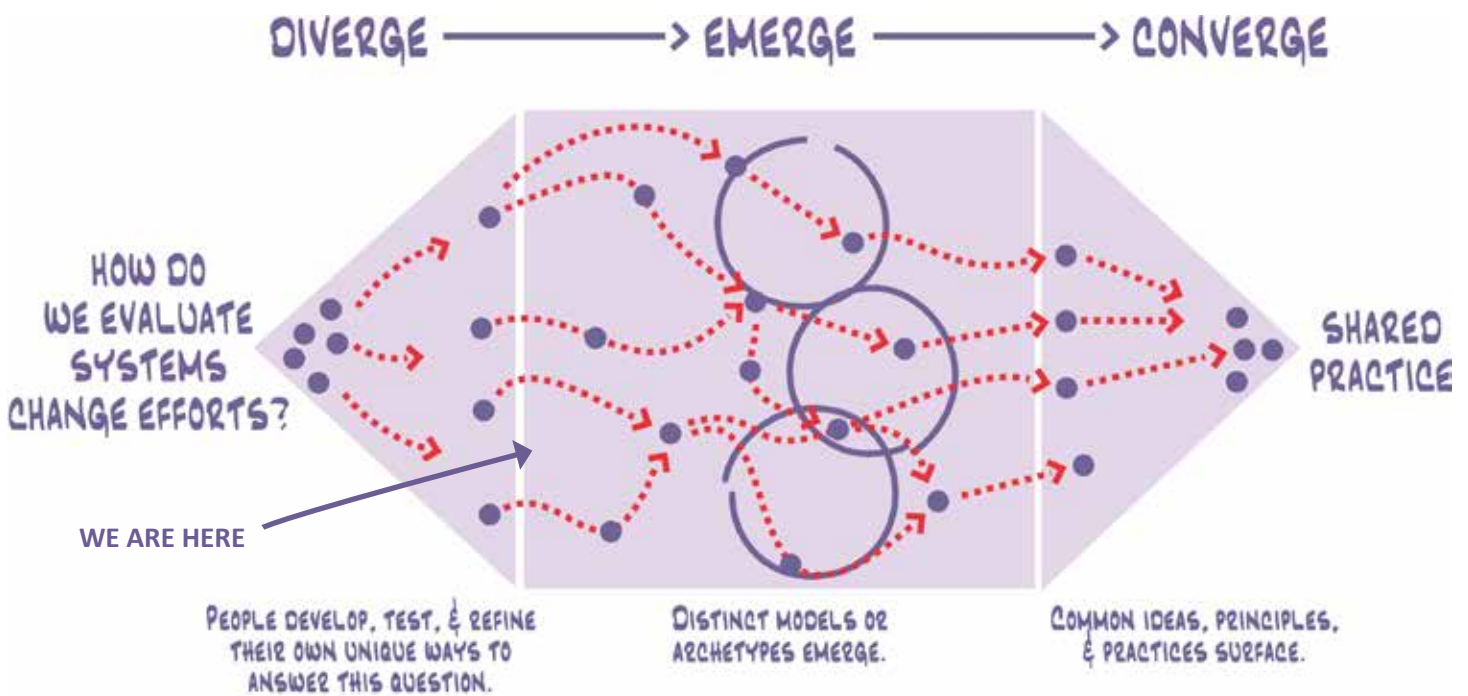 DIVERGE EMERGE CONVERGE
HOW DO
WE EVALUATE
SYSTEMS
CHANGE EFFORTS?
SHARED
PRACTICE
WE ARE HERE
PEOPLE DEVELOP, TEST, & REFINE
THEIR OWN UNIQUE WAYS TO
ANSWER THIS QUESTION.
DISTINCT MODELS OR
ARCHETYPES EMERGE.
COMMON IDEAS, PRINCIPLES,
& PRACTICES SURFACE.